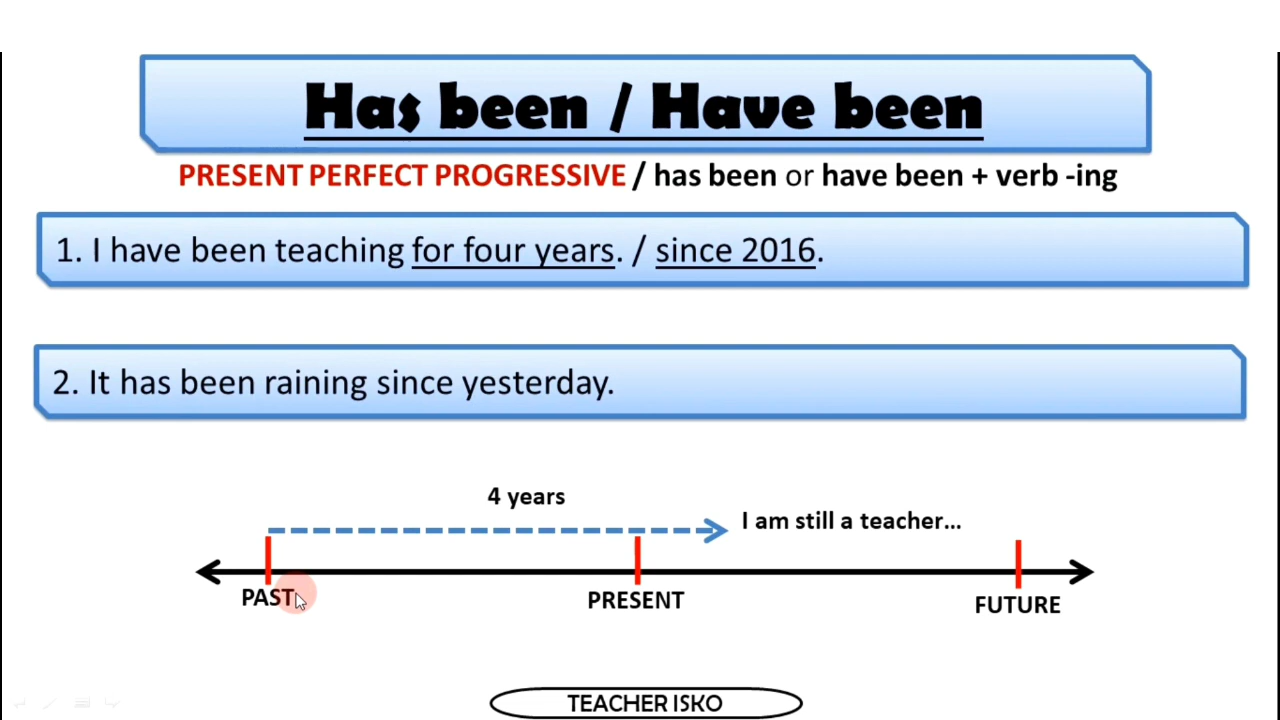 Has been / Have been
PRESENT PERFECT PROGRESSIVE / has been or have been + verb -ing
1. I have been teaching for four years. / since 2016.
2. It has been raining since yesterday.
4 years
I am still a teacher...
PAST
PRESENT
FUTURE
TEACHER ISKO